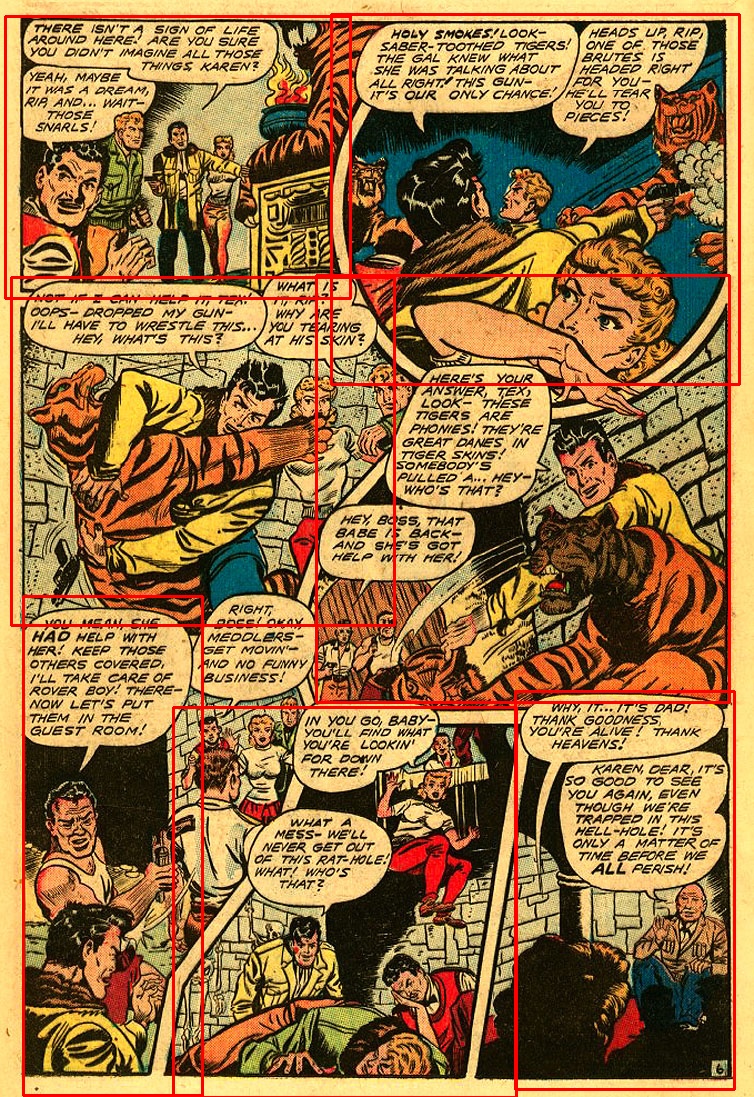 THERE ISN'T A SIGN OF LIFE
AROUND HERE! ARE YOU SURE
YOU DIDN'T IMAGINE ALL THOSE
THINGS, KAREN?
YEAH, MAYBE
IT WAS A DREAM,
RIP, AND... WAIT-
THOSE
SNARLS!
HOLY SMOKES! LOOK-
SABER-TOOTHED TIGERS!
THE GAL KNEW WHAT
SHE WAS TALKING ABOUT
ALL RIGHT! THIS GUN-
IT'S OUR ONLY CHANCE!
HEADS UP, RIP,
ONE OF THOSE
BRUTES IS
HEADED RIGHT
FOR YOU-
HE'LL TEAR
YOU TO
PIECES!
NOT IF I CAN HELP IT, TEX!
OOPS- DROPPED MY GUN-
I'LL HAVE TO WRESTLE THIS...
HEY, WHAT'S THIS?
WHAT IS
IT, RIP?
WHY ARE
YOU TEARING
AT HIS SKIN?
HERE'S YOUR
ANSWER, TEX,
LOOK- THESE
TIGERS ARE
PHONIES! THEY'RE
GREAT DANES IN
TIGER SKINS!
SOMEBODY'S
PULLED A... HEY-
WHO'S THAT?
HEY, BOSS, THAT
BABE IS BACK-
AND SHE'S GOT
HELP WITH HER!
YOU MEAN SHE
HAD HELP WITH
HER! KEEP THOSE
OTHERS COVERED,
I'LL TAKE CARE OF
ROVER BOY! THERE-
NOW LET'S PUT
THEM IN THE
GUEST ROOM!
RIGHT,
BOSS! OKAY,
MEDDLERS-
GET MOVIN'-
AND NO FUNNY
BUSINESS!
IN YOU GO, BABY-
YOU'LL FIND WHAT
YOU'RE LOOKIN'
FOR DOWN
THERE!
WHAT A
MESS- WE'LL
NEVER GET OUT
OF THIS RAT-HOLE!
WHAT! WHO'S
THAT?
WHY, IT... IT'S DAD!
THANK GOODNESS,
YOU'RE ALIVE! THANK
HEAVENS!
KAREN, DEAR, IT'S
SO GOOD TO SEE
YOU AGAIN, EVEN
THOUGH WE'RE
TRAPPED IN THIS
HELL-HOLE! IT'S
ONLY A MATTER OF
TIME BEFORE WE
ALL PERISH!
6